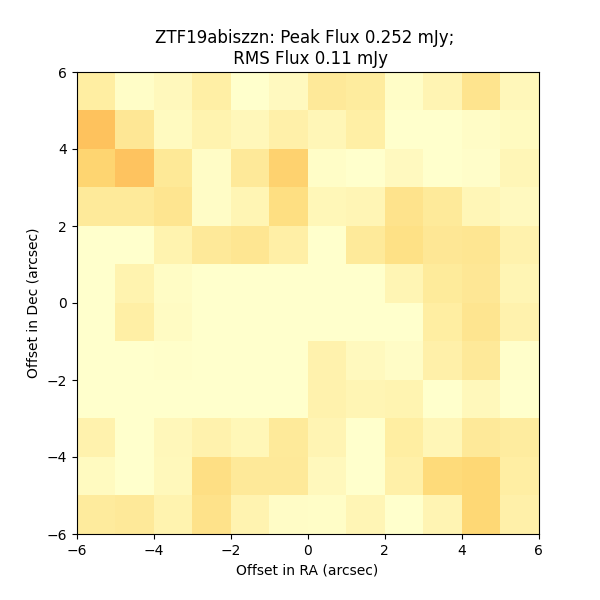 ZTF19abiszzn: Peak Flux 0.252 mJy;
RMS Flux 0.11 mJy
6
4
2
0
−2
−4
−6
Offset in Dec (arcsec)
−6 −4 −2 0 2 4 6
Offset in RA (arcsec)